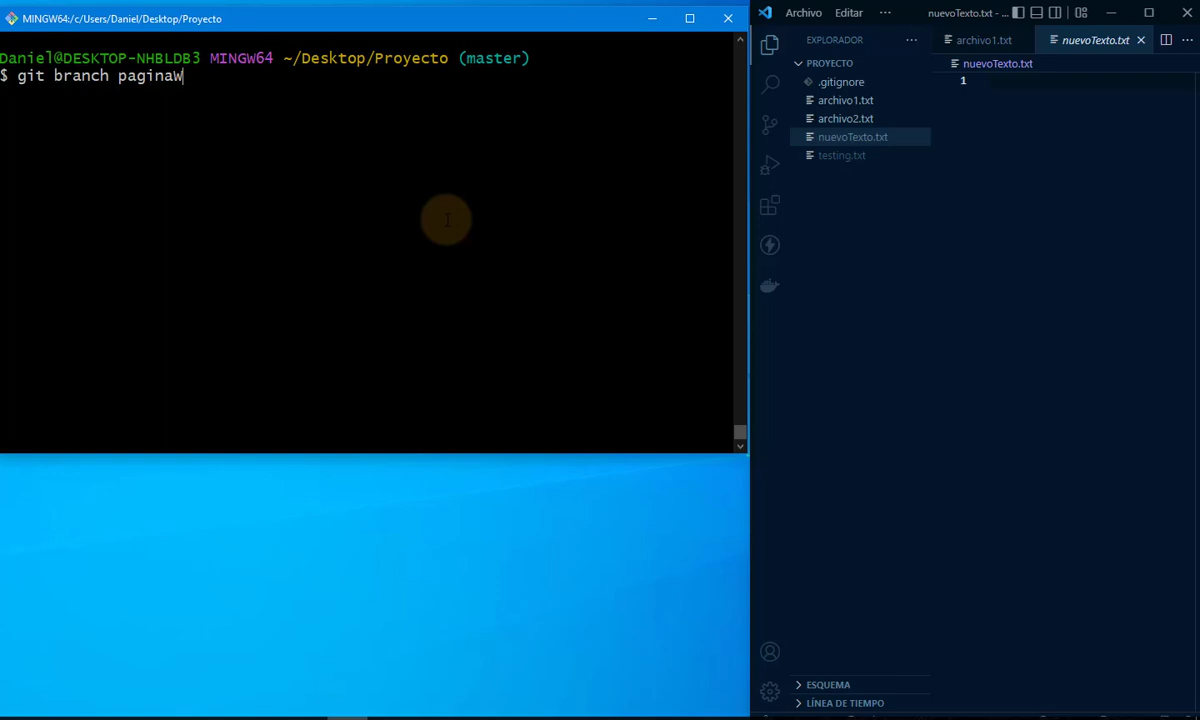 MINGW64:/c/Users/Daniel/Desktop/Proyecto
Daniel@DESKTOP-NHBLDB3 MINGW64 ~/Desktop/Proyecto (master)
$ git branch paginaW
Archivo Editar ··· nuevoTexto.txt - ...
EXPLORADOR ···
PROYECTO
.gitignore
archivo1.txt
archivo2.txt
nuevoTexto.txt
testing.txt
ESQUEMA
LÍNEA DE TIEMPO
archivo1.txt nuevoTexto.txt ···
nuevoTexto.txt
1